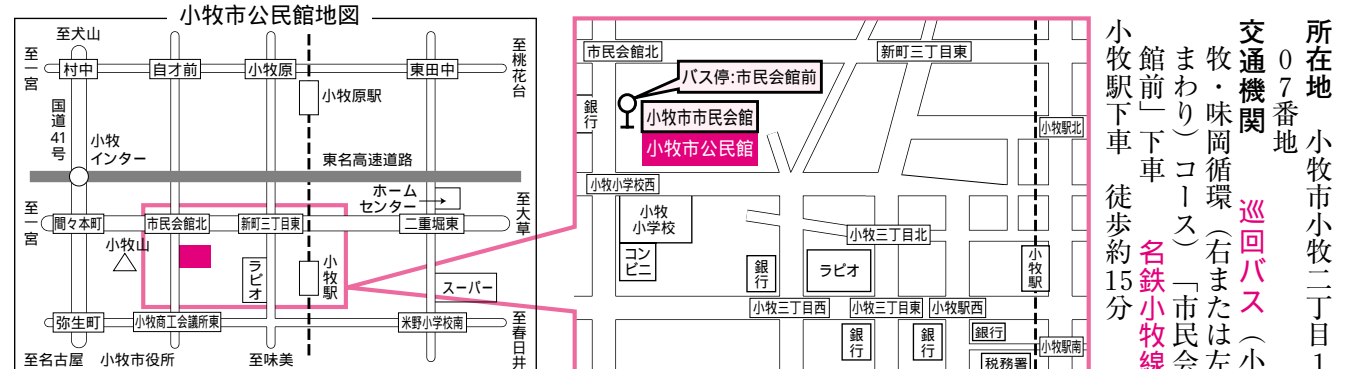 小牧市公民館地図
至犬山
至一宮
村中
自才前
小牧原
東田中
至桃花台
小牧原駅
国道41号
小牧
インター
東名高速道路
ホーム
センター
至一宮
間々本町
市民会館北
新町三丁目東
二重堀東
至大草
小牧山
ラピオ
小牧駅
スーパー
弥生町
小牧商工会議所東
米野小学校南
至春日井
至名古屋
小牧市役所
至味美
市民会館北
新町三丁目東
バス停:市民会館前
銀行
小牧市市民会館
小牧市公民館
小牧駅北
小牧小学校西
小牧
小学校
コンビニ
小牧三丁目北
銀行
ラピオ
小牧駅
小牧三丁目西
小牧三丁目東
小牧駅西
銀行
銀行
銀行
小牧駅南
税務署
所在地 小牧市小牧二丁目1
07番地
交通機関 巡回バス(小
牧・味岡循環(右または左
まわり)コース)「市民会
館前」下車 名鉄小牧線
小牧駅下車 徒歩約15分